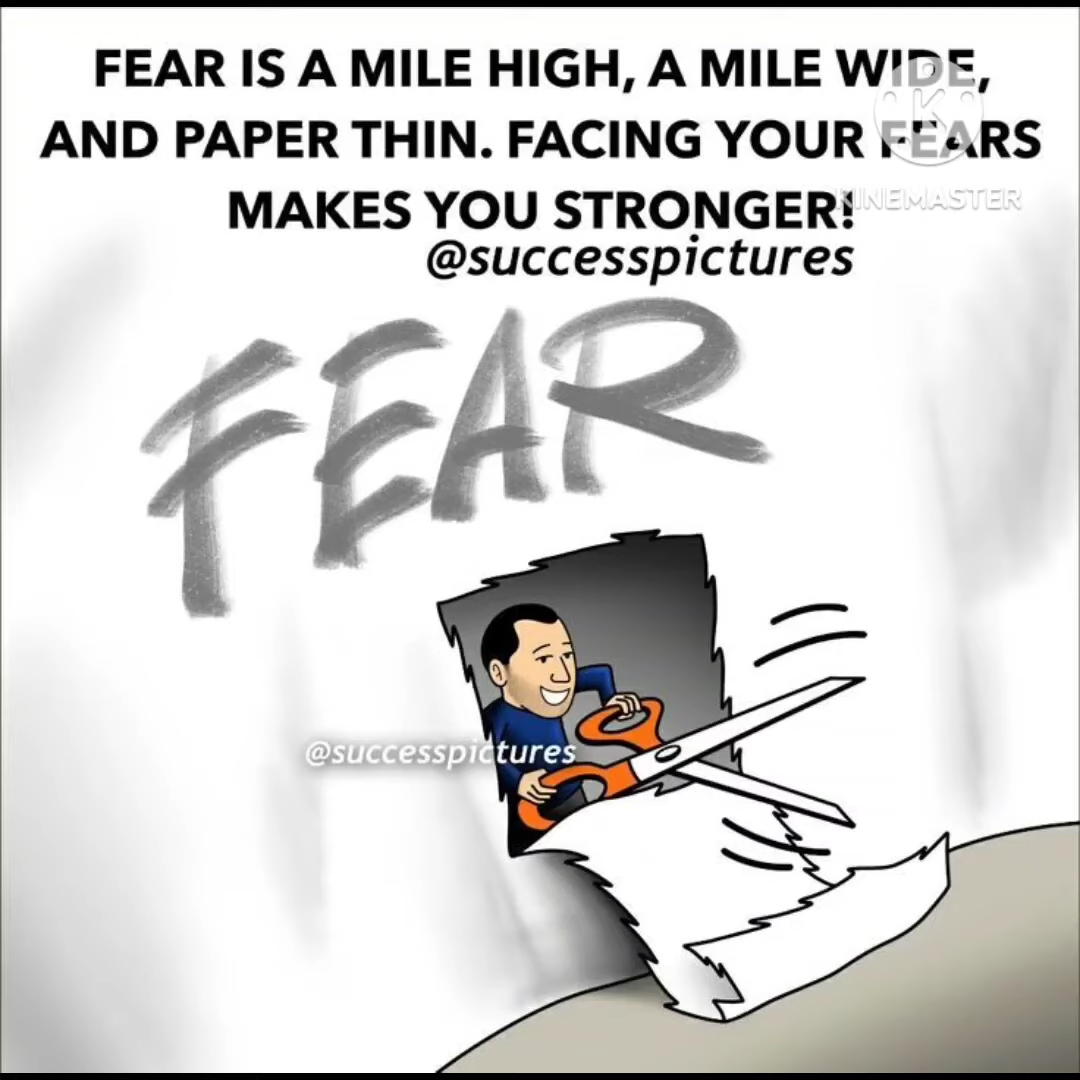 FEAR IS A MILE HIGH, A MILE WIDE,
AND PAPER THIN. FACING YOUR FEARS
MAKES YOU STRONGER!
KINEMASTER
@successpictures
FEAR
@successpictures